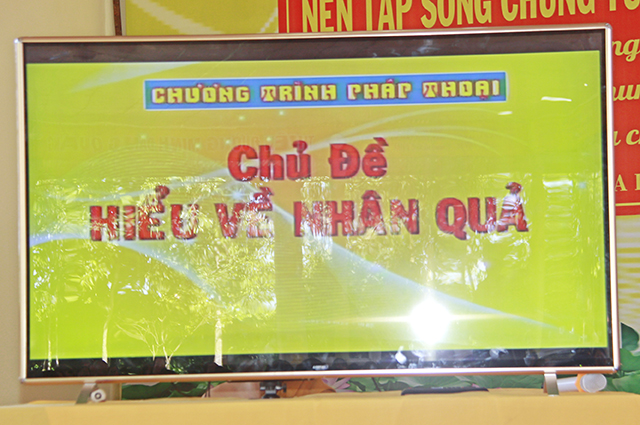 NÊN TẬP SỐNG CHUNG
CHƯƠNG TRÌNH PHÁP THOẠI
Chủ Đề
HIỂU VỀ NHÂN QUẢ